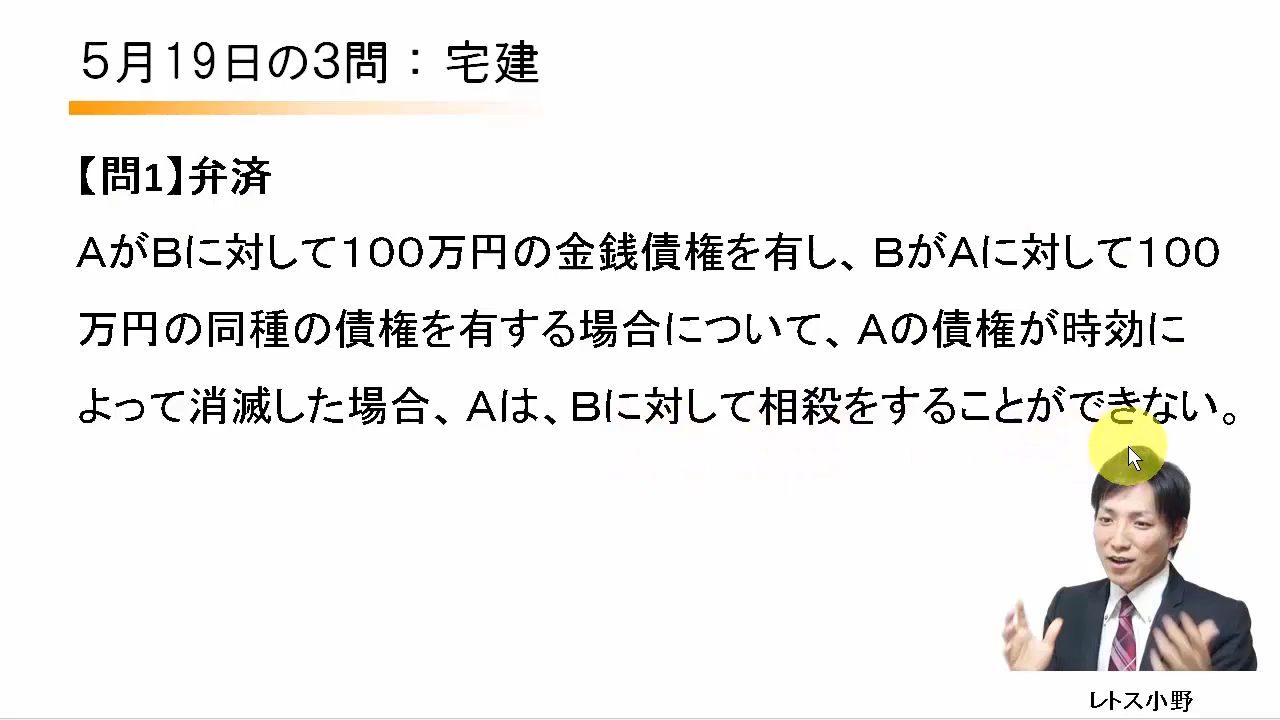 ５月１９日の３問：宅建
【問1】弁済
ＡがＢに対して１００万円の金銭債権を有し、ＢがＡに対して１００
万円の同種の債権を有する場合について、Ａの債権が時効に
よって消滅した場合、Ａは、Ｂに対して相殺をすることができない。
レトス小野